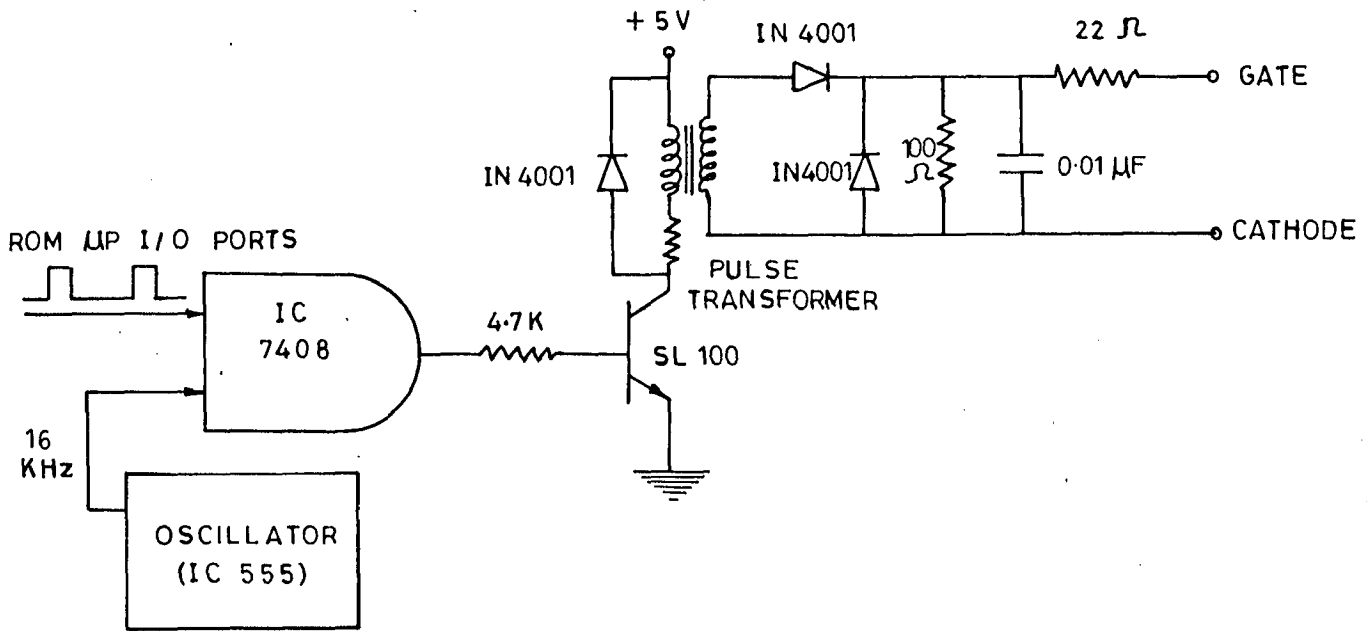 + 5 V
IN 4001
22 Ω
GATE
IN 4001
IN4001
100
Ω
0.01 µF
CATHODE
ROM µP I/O PORTS
PULSE
TRANSFORMER
IC
7408
4.7K
SL 100
16
KHz
OSCILLATOR
(IC 555)